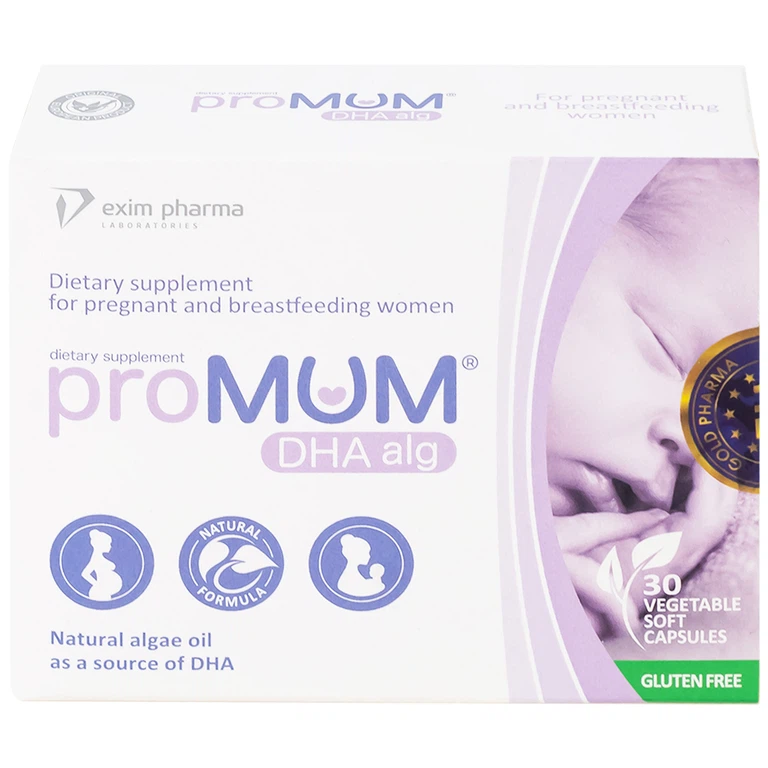 ORIGINAL
dietary supplement
proMUM®
DHA alg
For pregnant
and breastfeeding
women
exim pharma
LABORATORIES
Dietary supplement
for pregnant and breastfeeding women
dietary supplement
proMUM®
DHA alg
NATURAL
FORMULA
Natural algae oil
as a source of DHA
GOLD PHARMA
30
VEGETABLE
SOFT
CAPSULES
GLUTEN FREE